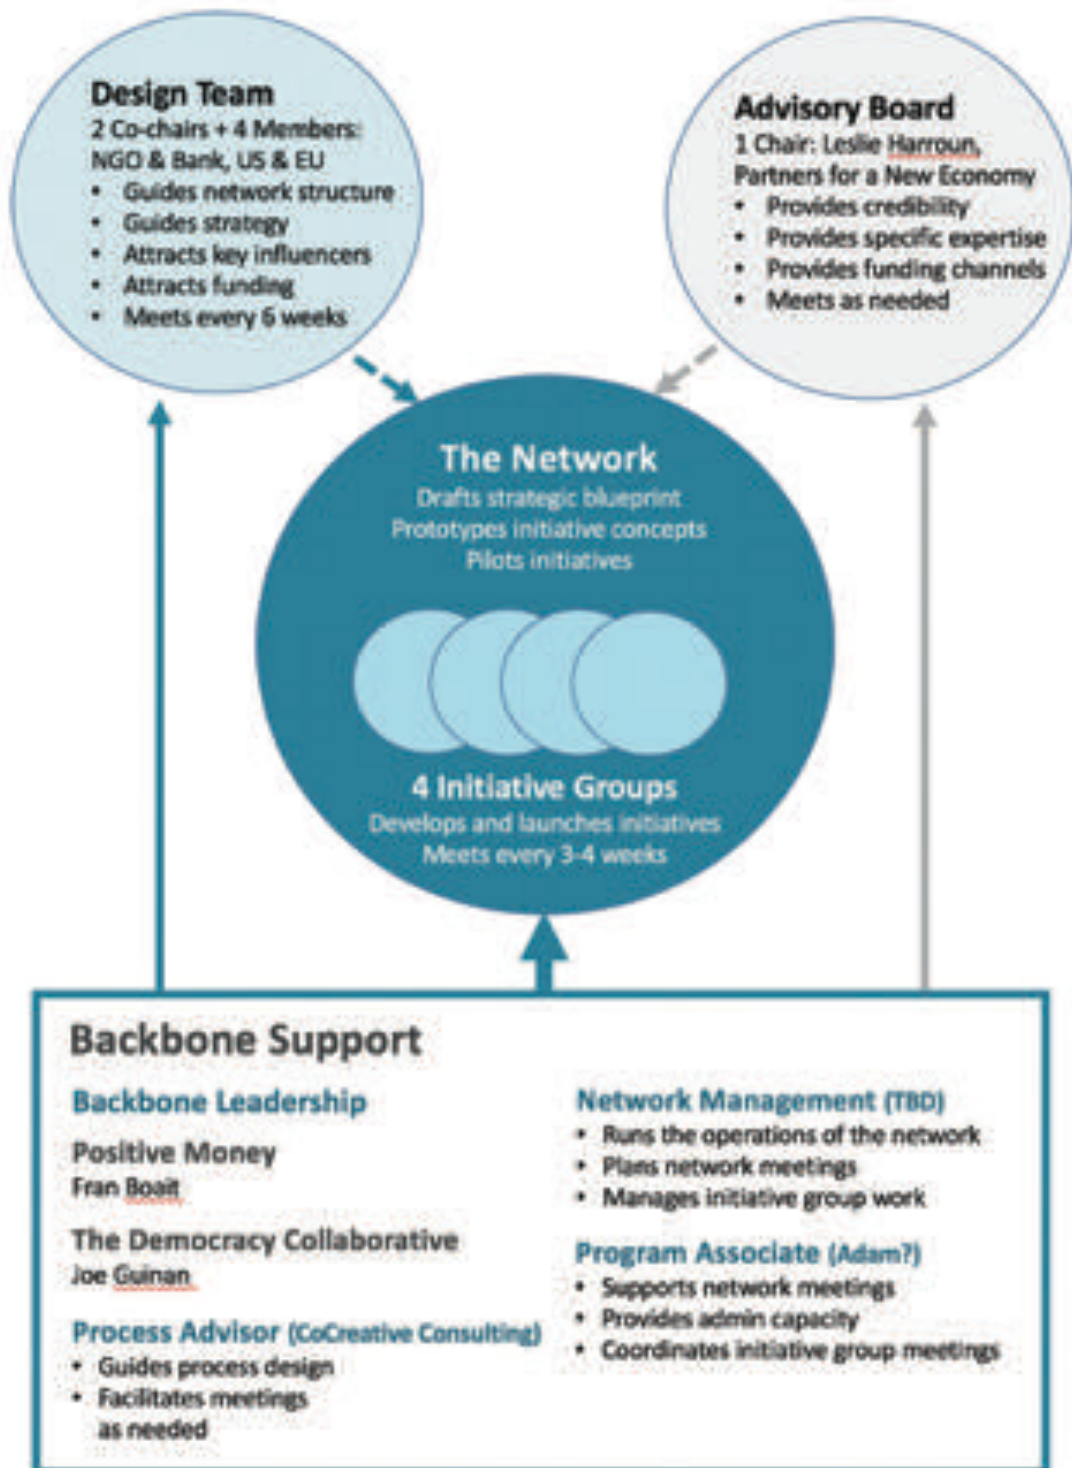 Design Team
2 Co-chairs + 4 Members:
NGO & Bank, US & EU
• Guides network structure
• Guides strategy
• Attracts key influencers
• Attracts funding
• Meets every 6 weeks
Advisory Board
1 Chair: Leslie Harroun,
Partners for a New Economy
• Provides credibility
• Provides specific expertise
• Provides funding channels
• Meets as needed
The Network
Drafts strategic blueprint
Prototypes initiative concepts
Pilots initiatives
4 Initiative Groups
Develops and launches initiatives
Meets every 3-4 weeks
Backbone Support
Backbone Leadership
Positive Money
Fran Boait
The Democracy Collaborative
Joe Guinan
Process Advisor (CoCreative Consulting)
• Guides process design
• Facilitates meetings
as needed
Network Management (TBD)
• Runs the operations of the network
• Plans network meetings
• Manages initiative group work
Program Associate (Adam?)
• Supports network meetings
• Provides admin capacity
• Coordinates initiative group meetings